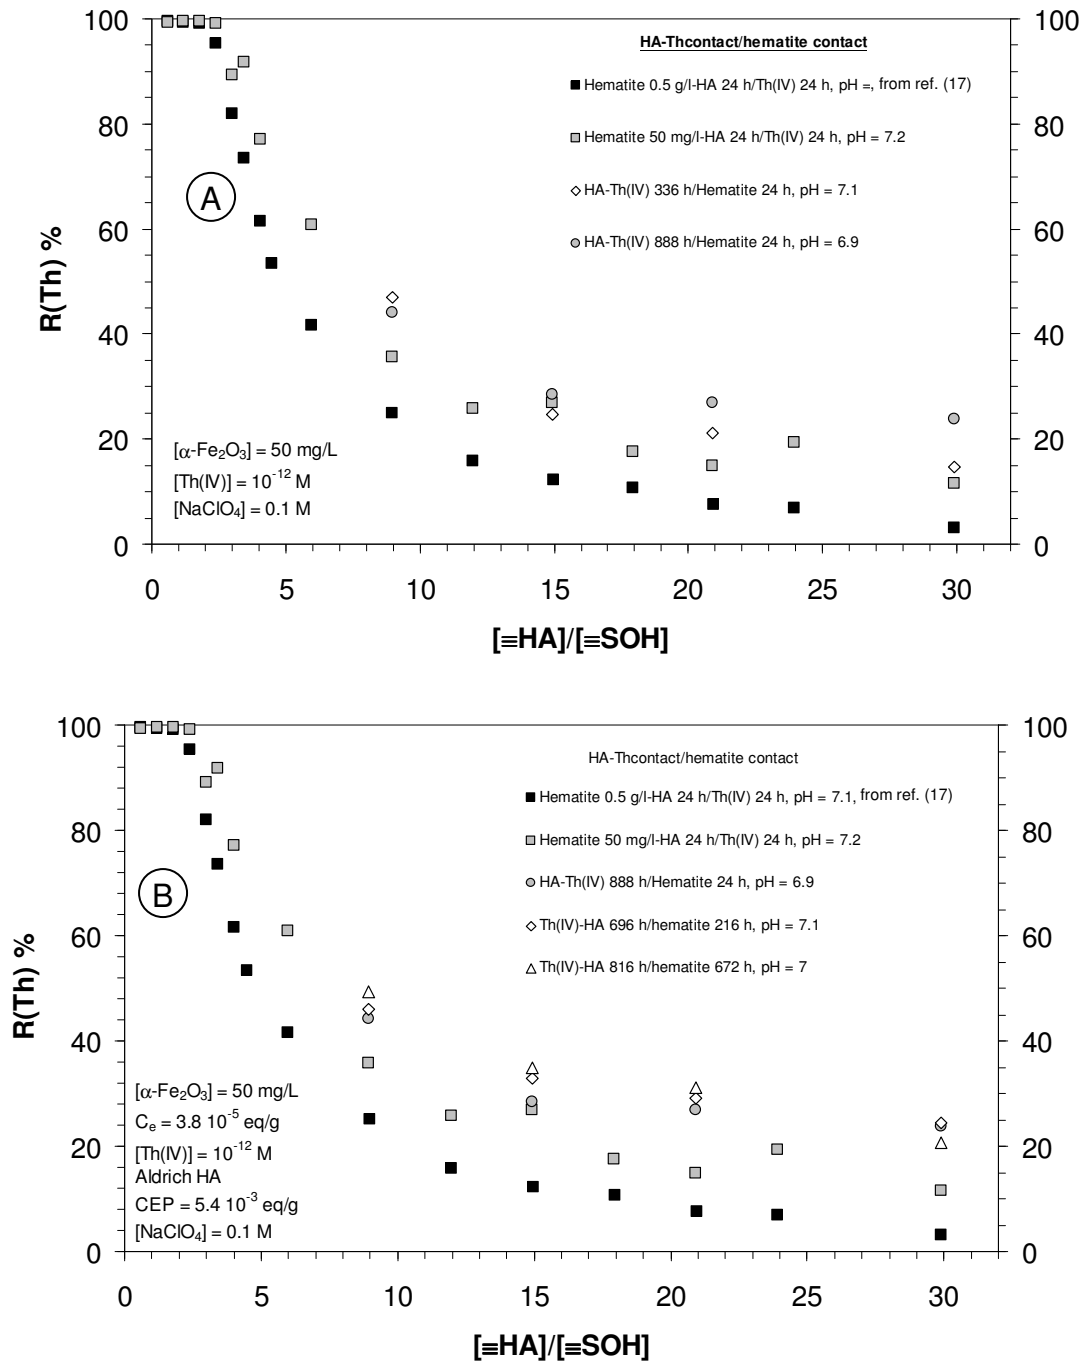 HA-Thcontact/hematite contact
Hematite 0.5 g/l-HA 24 h/Th(IV) 24 h, pH =, from ref. (17)
Hematite 50 mg/l-HA 24 h/Th(IV) 24 h, pH = 7.2
HA-Th(IV) 336 h/Hematite 24 h, pH = 7.1
HA-Th(IV) 888 h/Hematite 24 h, pH = 6.9
A
R(Th) %
100 80 60 40 20 0
100 80 60 40 20 0
[α-Fe₂O₃] = 50 mg/L
[Th(IV)] = 10⁻¹² M
[NaClO₄] = 0.1 M
0 5 10 15 20 25 30
[≡HA]/[≡SOH]
HA-Thcontact/hematite contact
Hematite 0.5 g/l-HA 24 h/Th(IV) 24 h, pH = 7.1, from ref. (17)
Hematite 50 mg/l-HA 24 h/Th(IV) 24 h, pH = 7.2
HA-Th(IV) 888 h/Hematite 24 h, pH = 6.9
Th(IV)-HA 696 h/hematite 216 h, pH = 7.1
Th(IV)-HA 816 h/hematite 672 h, pH = 7
B
R(Th) %
100 80 60 40 20 0
100 80 60 40 20 0
[α-Fe₂O₃] = 50 mg/L
Cₑ = 3.8 10⁻⁵ eq/g
[Th(IV)] = 10⁻¹² M
Aldrich HA
CEP = 5.4 10⁻³ eq/g
[NaClO₄] = 0.1 M
0 5 10 15 20 25 30
[≡HA]/[≡SOH]